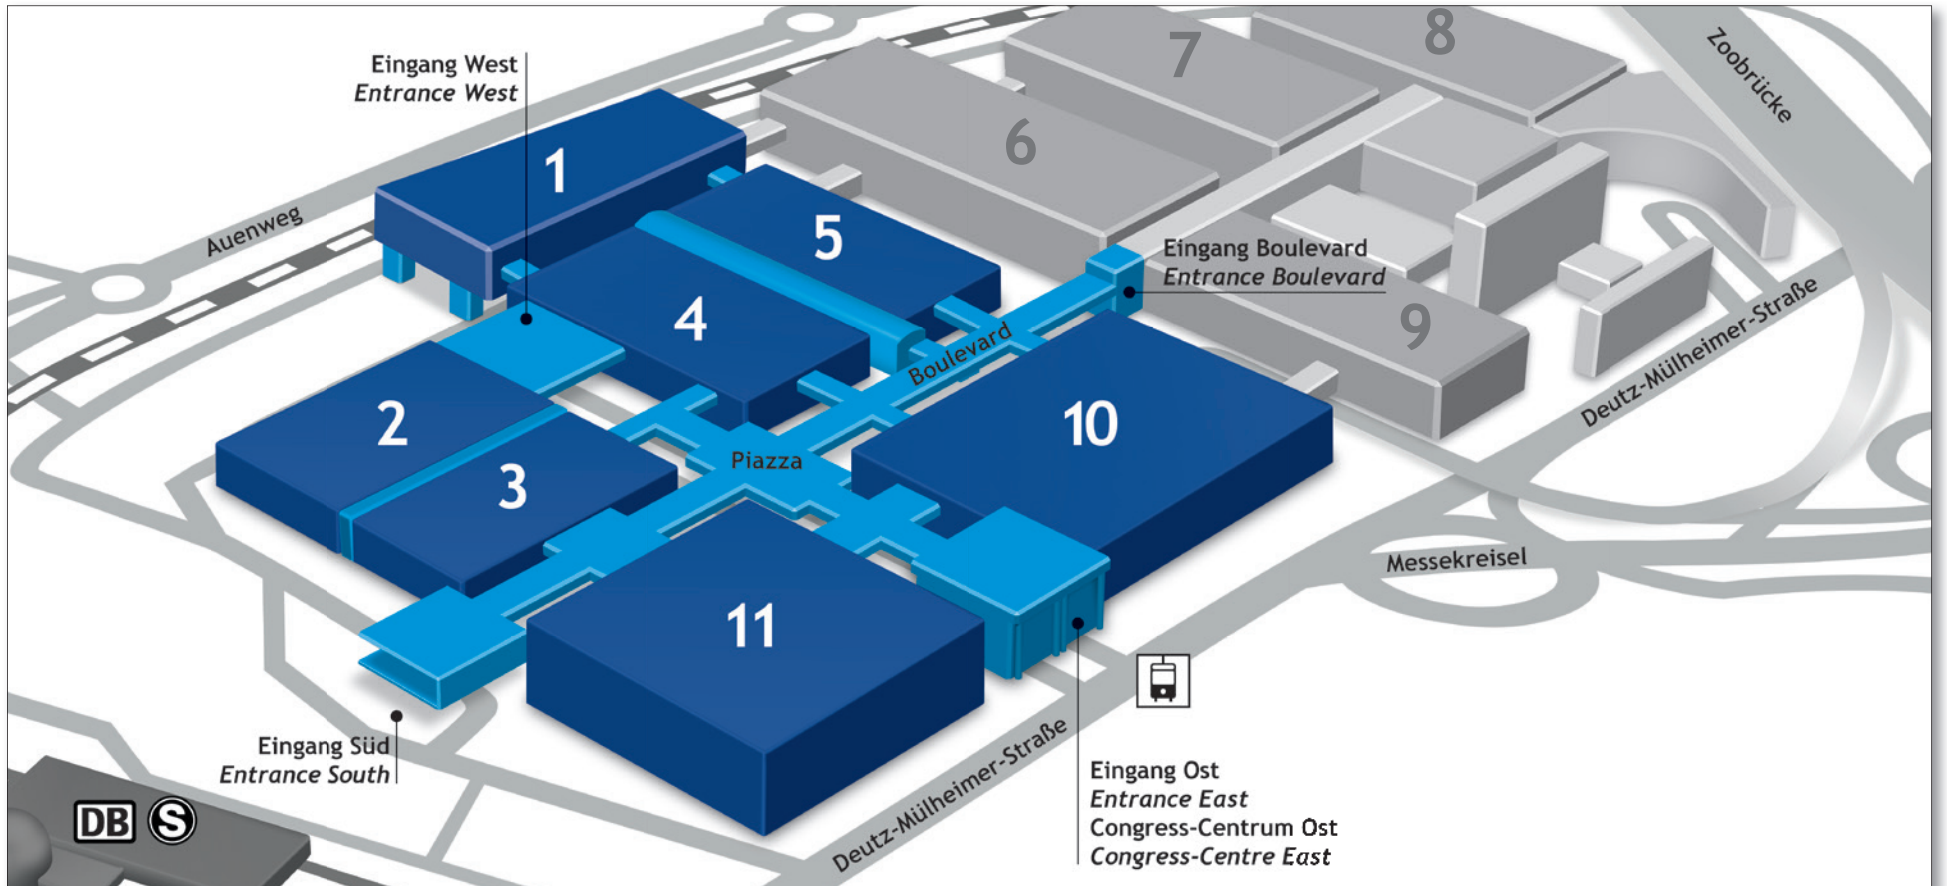 8
7
Zoobrücke
Eingang West
Entrance West
6
1
Auenweg
5
Eingang Boulevard
Entrance Boulevard
4
9
Deutz-Mülheimer-Straße
Boulevard
2
10
Piazza
3
Messekreisel
11
Eingang Süd
Entrance South
Deutz-Mülheimer-Straße
Eingang Ost
Entrance East
Congress-Centrum Ost
Congress-Centre East
DB
S